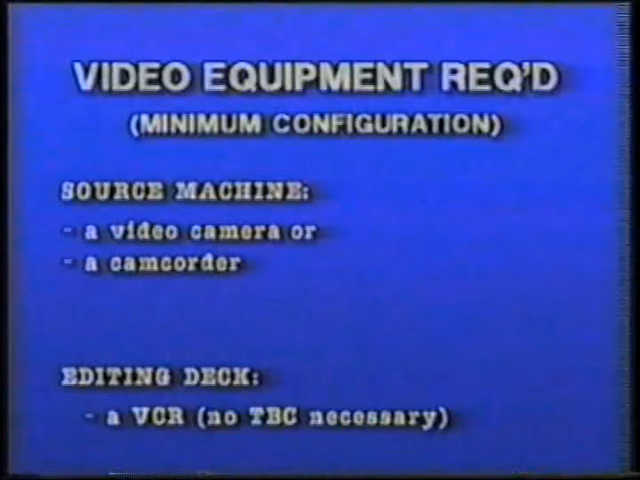 VIDEO EQUIPMENT REQ'D
(MINIMUM CONFIGURATION)
SOURCE MACHINE:
- a video camera or
- a camcorder
EDITING DECK:
- a VCR (no TBC necessary)